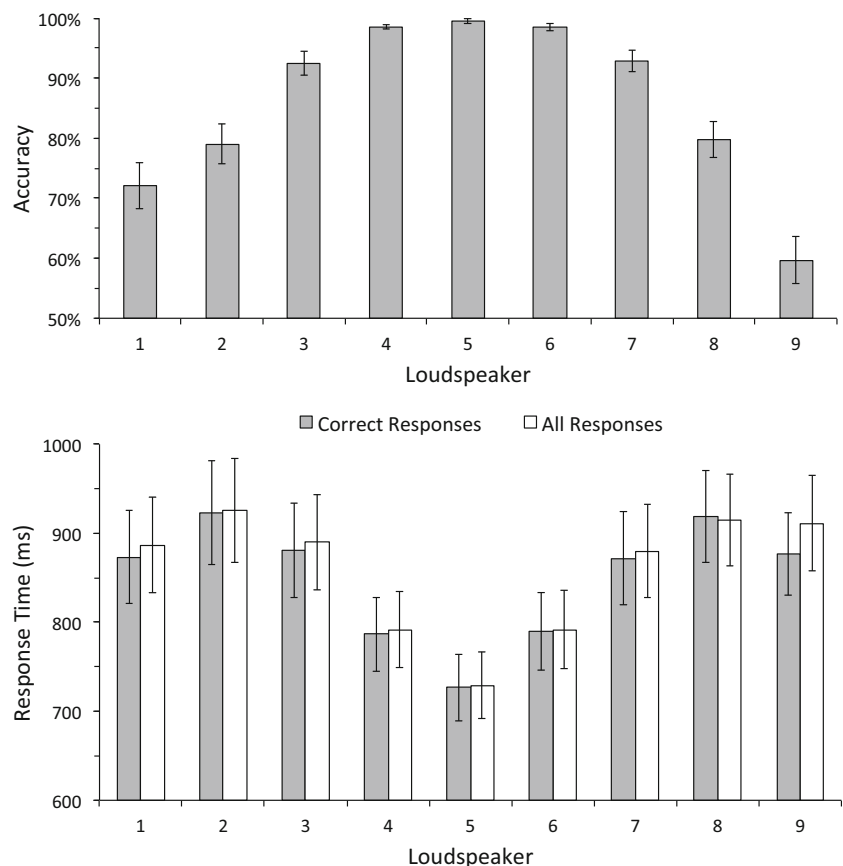 100%
90%
80%
70%
60%
50%
Accuracy
1 2 3 4 5 6 7 8 9
Loudspeaker
Correct Responses All Responses
1000
900
800
700
600
Response Time (ms)
1 2 3 4 5 6 7 8 9
Loudspeaker